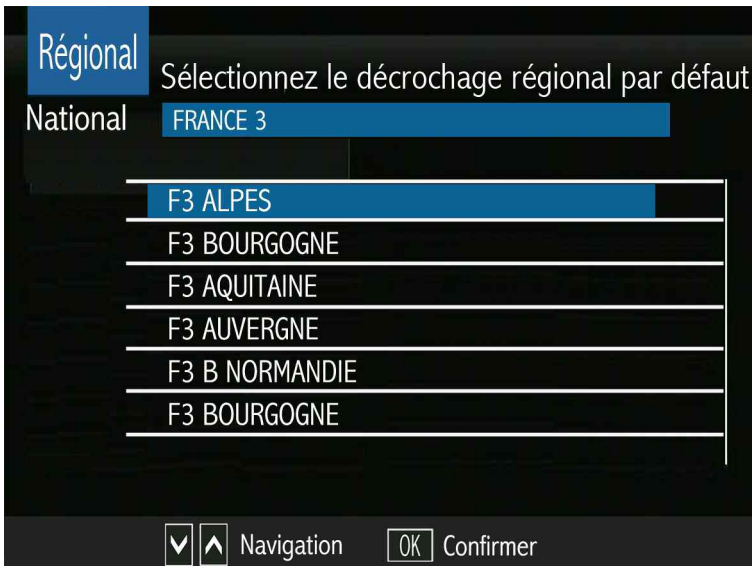 Régional
Sélectionnez le décrochage régional par défaut
National
FRANCE 3
F3 ALPES
F3 BOURGOGNE
F3 AQUITAINE
F3 AUVERGNE
F3 B NORMANDIE
F3 BOURGOGNE
Navigation OK Confirmer